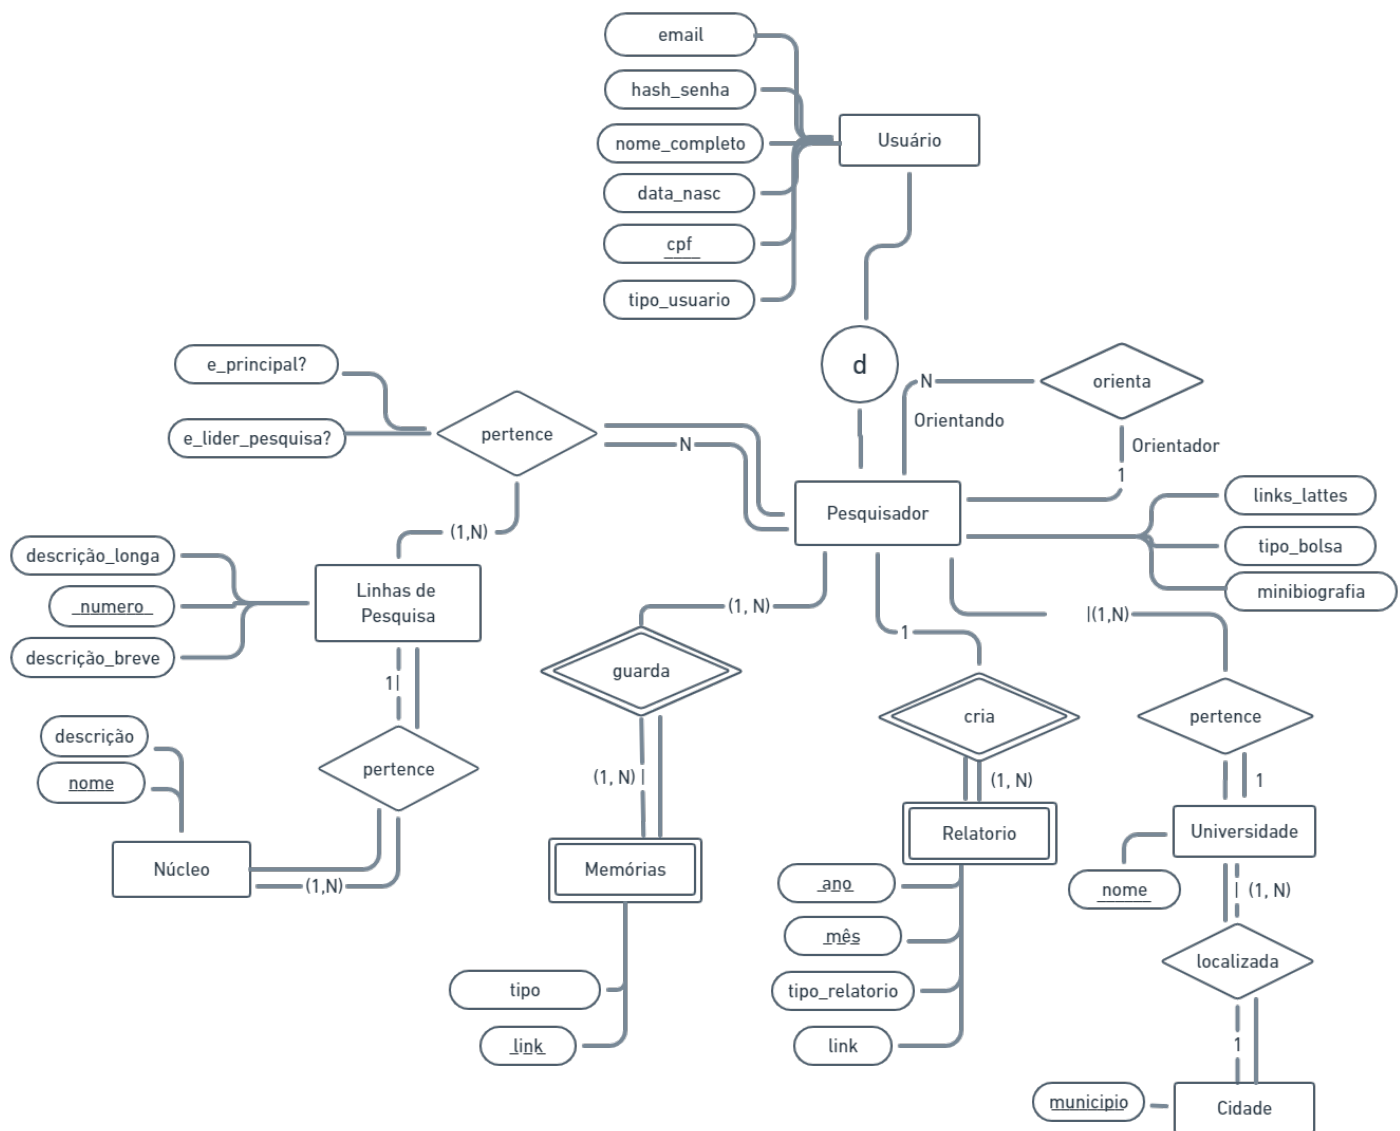 email
hash_senha
Usuário
nome_completo
data_nasc
cpf
tipo_usuario
e_principal?
d
N
orienta
Orientando
e_lider_pesquisa?
pertence
N
Orientador
1
links_lattes
Pesquisador
(1,N)
tipo_bolsa
descrição_longa
minibiografia
Linhas de
Pesquisa
numero
(1, N)
|(1,N)
1
descrição_breve
guarda
1|
cria
pertence
descrição
pertence
nome
(1, N) |
(1, N)
1
Relatorio
Universidade
Núcleo
(1,N)
Memórias
ano
nome
| (1, N)
mês
localizada
tipo
tipo_relatorio
link
link
1
municipio
Cidade